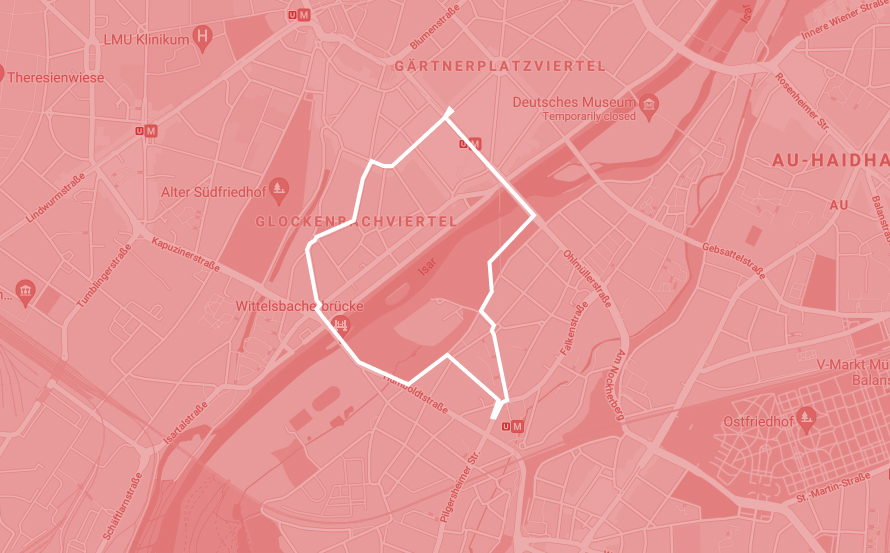 U M
Blumenstraße
Innere Wiener Straße
Isar
LMU Klinikum
H
GÄRTNERPLATZVIERTEL
Theresienwiese
Rosenheimer Str.
Deutsches Museum
Temporarily closed
U M
U M
AU-HAIDHA
Lindwurmstraße
Alter Südfriedhof
AU
Balanstraß
GLOCKENBACHVIERTEL
Kapuzinerstraße
Gebsattelstraße
Ohlmüllerstraße
Tumblingerstraße
Isar
n...
Wittelsbacherbrücke
Falkenstraße
Am Nockherberg
V-Markt Mü
Balans
Humboldtstraße
Isartalstraße
U M
Ostfriedhof
Pilgersheimer Str.
Schäftlarnstraße
St.-Martin-Straße